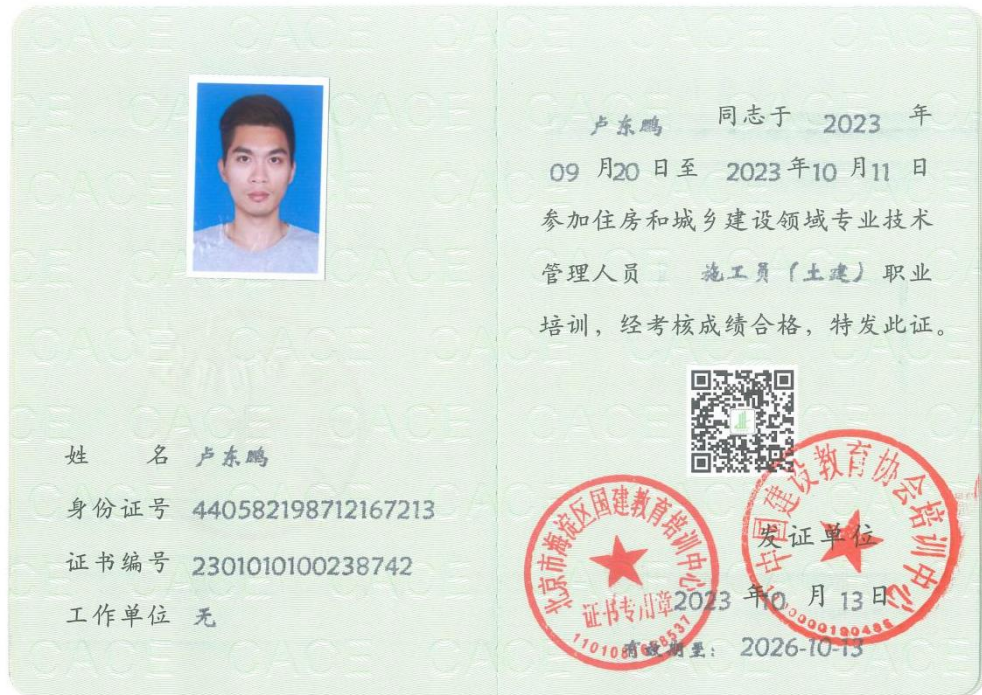 卢东鹏 同志于 2023 年
09 月20 日至 2023 年10 月11 日
参加住房和城乡建设领域专业技术
管理人员 施工员（土建）职业
培训，经考核成绩合格，特发此证。
姓 名 卢东鹏
身份证号 440582198712167213
证书编号 2301010100238742
工作单位 无
中国建设教育协会培训中心
发证单位
北京市海淀区国建教育培训中心
证书专用章
2023 年10 月 13 日
有效期至： 2026-10-13
CACE